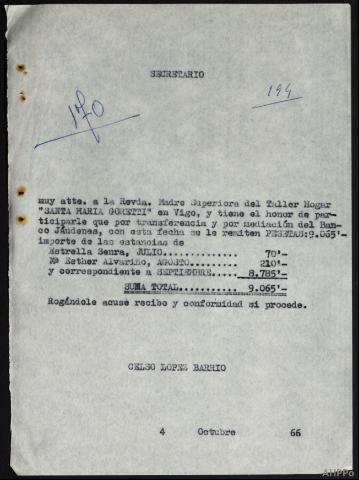 SECRETARIO
170
194
muy atte. a la Revda. Madre Superiora del Taller Hogar
"SANTA MARIA GORETTI" en Vigo, y tiene el honor de par-
ticiparle que por transferencia y por mediación del Ban-
co Jáudenes, con esta fecha se le remiten PESETAS:9.065'-
importe de las estancias de
Estrella Senra, JULIO.............. 70'-
Mª Esther Alvariño, AGOSTO......... 210'-
y correspondiente a SEPTIEMBRE..... 8.785'-
SUMA TOTAL........... 9.065'-
Rogándole acuse recibo y conformidad si procede.
CELSO LOPEZ BARRIO
4 Octubre 66
AHPPo